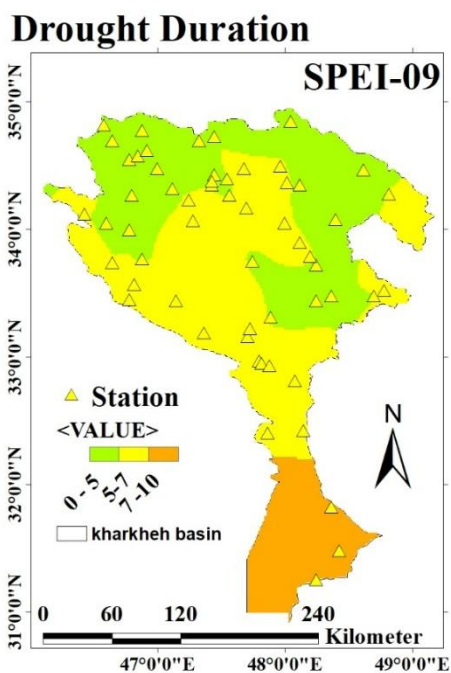 Drought Duration
SPEI-09
35°0'0"N
34°0'0"N
33°0'0"N
32°0'0"N
31°0'0"N
Station
<VALUE>
0 - 5
5-7
7 -10
kharkheh basin
N
0 60 120 240
Kilometer
47°0'0"E 48°0'0"E 49°0'0"E